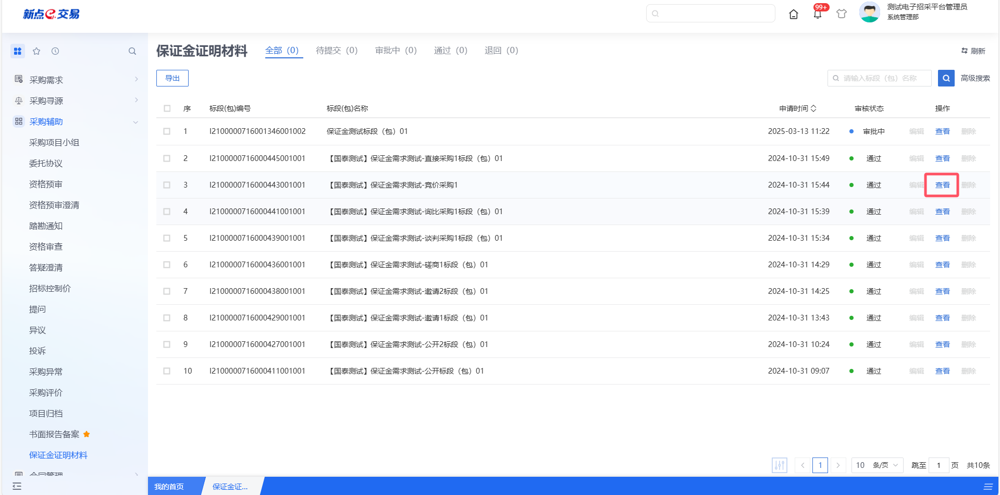 新点e交易
99+
测试电子招采平台管理员
系统管理部
采购需求
采购寻源
采购辅助
采购项目小组
委托协议
资格预审
资格预审澄清
踏勘通知
资格审查
答疑澄清
招标控制价
提问
异议
投诉
采购异常
采购评价
项目归档
书面报告备案
保证金证明材料
合同管理
保证金证明材料 全部（0） 待提交（0） 审批中（0） 通过（0） 退回（0） 刷新
导出 请输入标段（包）名称 高级搜索
序 标段(包)编号 标段(包)名称 申请时间 审核状态 操作
1 I2100000716001346001002 保证金测试标段（包）01 2025-03-13 11:22 审批中 编辑 查看 删除
2 I2100000716000445001001 【国泰测试】保证金需求测试-直接采购1标段（包）01 2024-10-31 15:49 通过 编辑 查看 删除
3 I2100000716000443001001 【国泰测试】保证金需求测试-竞价采购1 2024-10-31 15:44 通过 编辑 查看 删除
4 I2100000716000441001001 【国泰测试】保证金需求测试-询比采购1标段（包）01 2024-10-31 15:39 通过 编辑 查看 删除
5 I2100000716000439001001 【国泰测试】保证金需求测试-谈判采购1标段（包）01 2024-10-31 15:34 通过 编辑 查看 删除
6 I2100000716000436001001 【国泰测试】保证金需求测试-磋商1标段（包）01 2024-10-31 14:29 通过 编辑 查看 删除
7 I2100000716000438001001 【国泰测试】保证金需求测试-邀请2标段（包）01 2024-10-31 14:25 通过 编辑 查看 删除
8 I2100000716000429001001 【国泰测试】保证金需求测试-邀请1标段（包）01 2024-10-31 13:43 通过 编辑 查看 删除
9 I2100000716000427001001 【国泰测试】保证金需求测试-公开2标段（包）01 2024-10-31 10:24 通过 编辑 查看 删除
10 I2100000716000411001001 【国泰测试】保证金需求测试-公开标段（包）01 2024-10-31 09:07 通过 编辑 查看 删除
1 10 条/页 跳至 1 页 共10条
我的首页 保证金证...